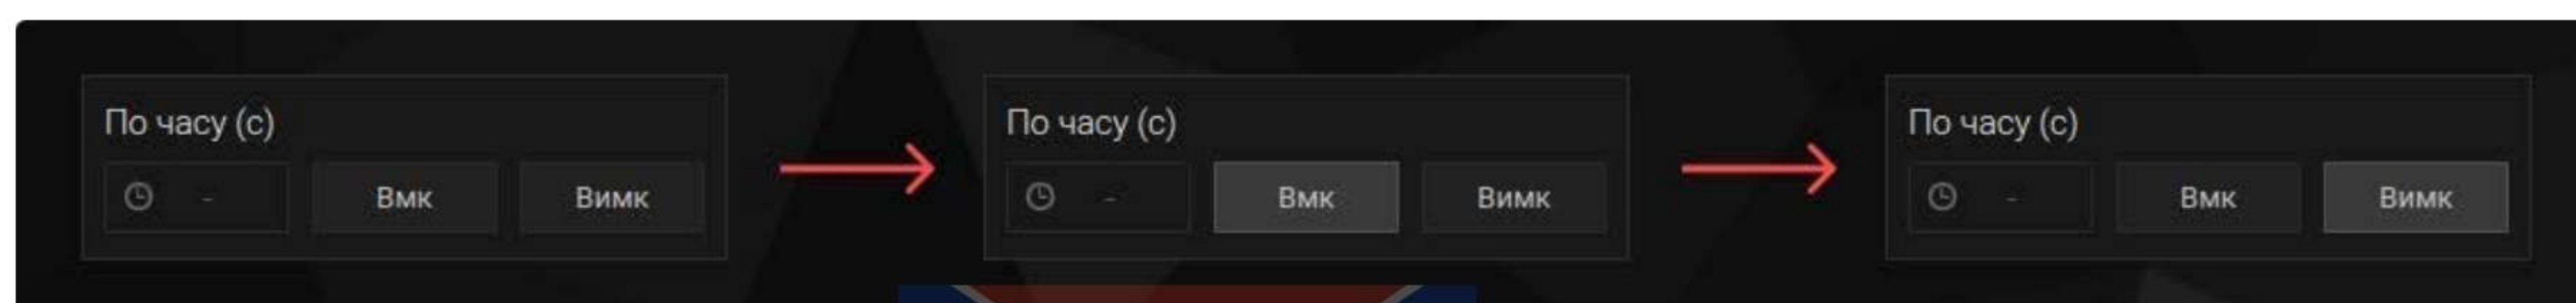 По часу (с) По часу (с) По часу (с)
- Вмк Вимк - Вмк Вимк - Вмк Вимк